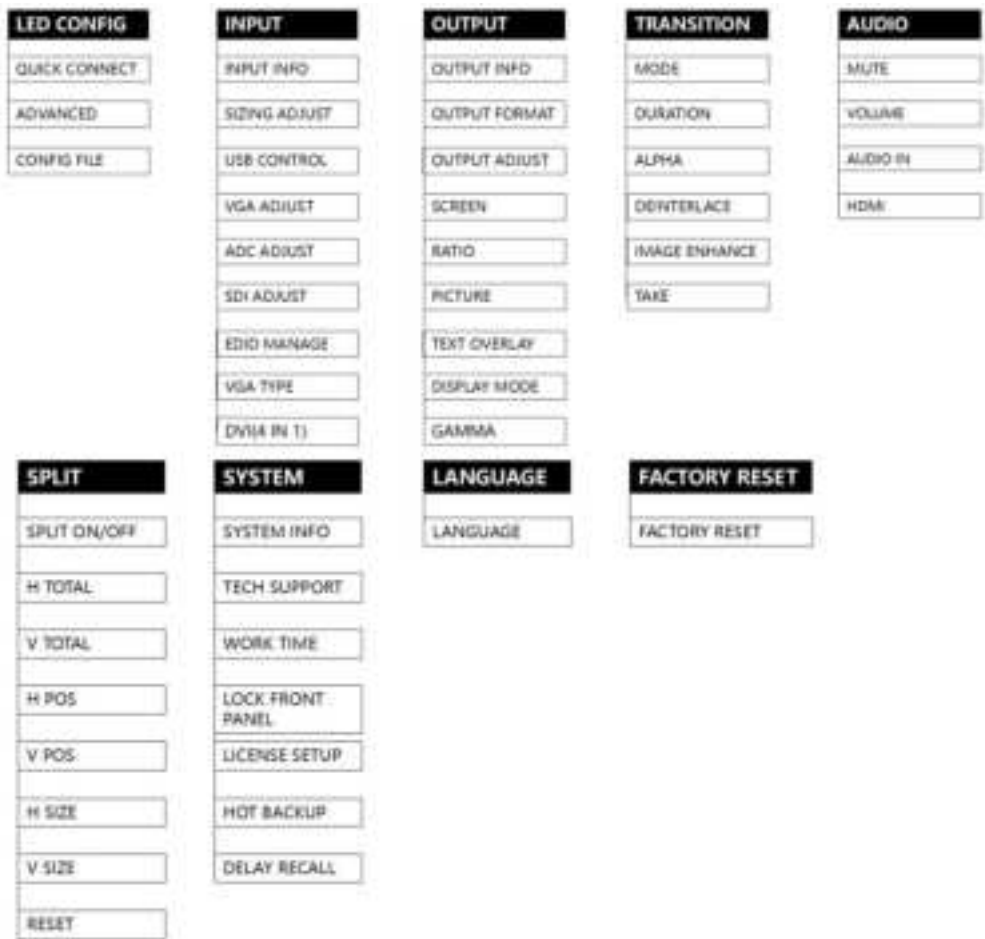 LED CONFIG
QUICK CONNECT
ADVANCED
CONFIG FILE
INPUT
INPUT INFO
SIZING ADJUST
USB CONTROL
VGA ADJUST
ADC ADJUST
SDI ADJUST
EDID MANAGE
VGA TYPE
DVI(4 IN 1)
OUTPUT
OUTPUT INFO
OUTPUT FORMAT
OUTPUT ADJUST
SCREEN
RATIO
PICTURE
TEXT OVERLAY
DISPLAY MODE
GAMMA
TRANSITION
MODE
DURATION
ALPHA
DEINTERLACE
IMAGE ENHANCE
TAKE
AUDIO
MUTE
VOLUME
AUDIO IN
HDMI
SPLIT
SPLIT ON/OFF
H TOTAL
V TOTAL
H POS
V POS
H SIZE
V SIZE
RESET
SYSTEM
SYSTEM INFO
TECH SUPPORT
WORK TIME
LOCK FRONT
PANEL
LICENSE SETUP
HOT BACKUP
DELAY RECALL
LANGUAGE
LANGUAGE
FACTORY RESET
FACTORY RESET